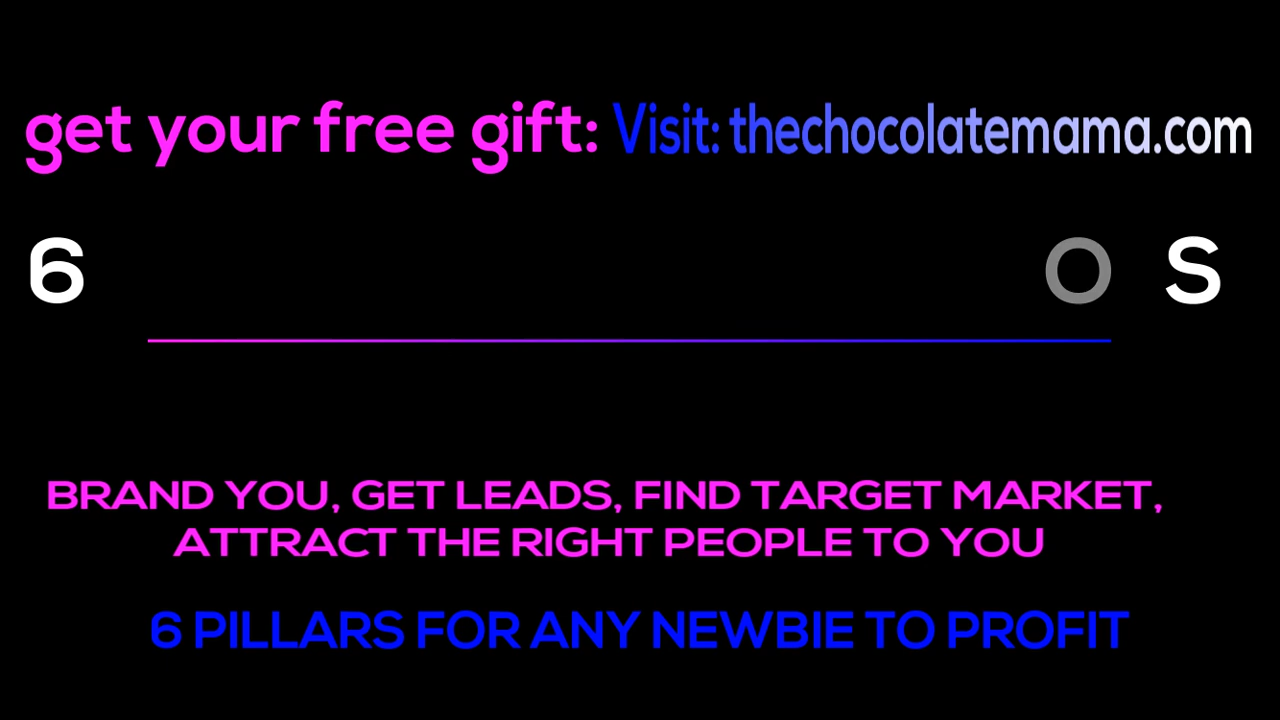 get your free gift: Visit: thechocolatemama.com
6 O S
BRAND YOU, GET LEADS, FIND TARGET MARKET,
ATTRACT THE RIGHT PEOPLE TO YOU
6 PILLARS FOR ANY NEWBIE TO PROFIT